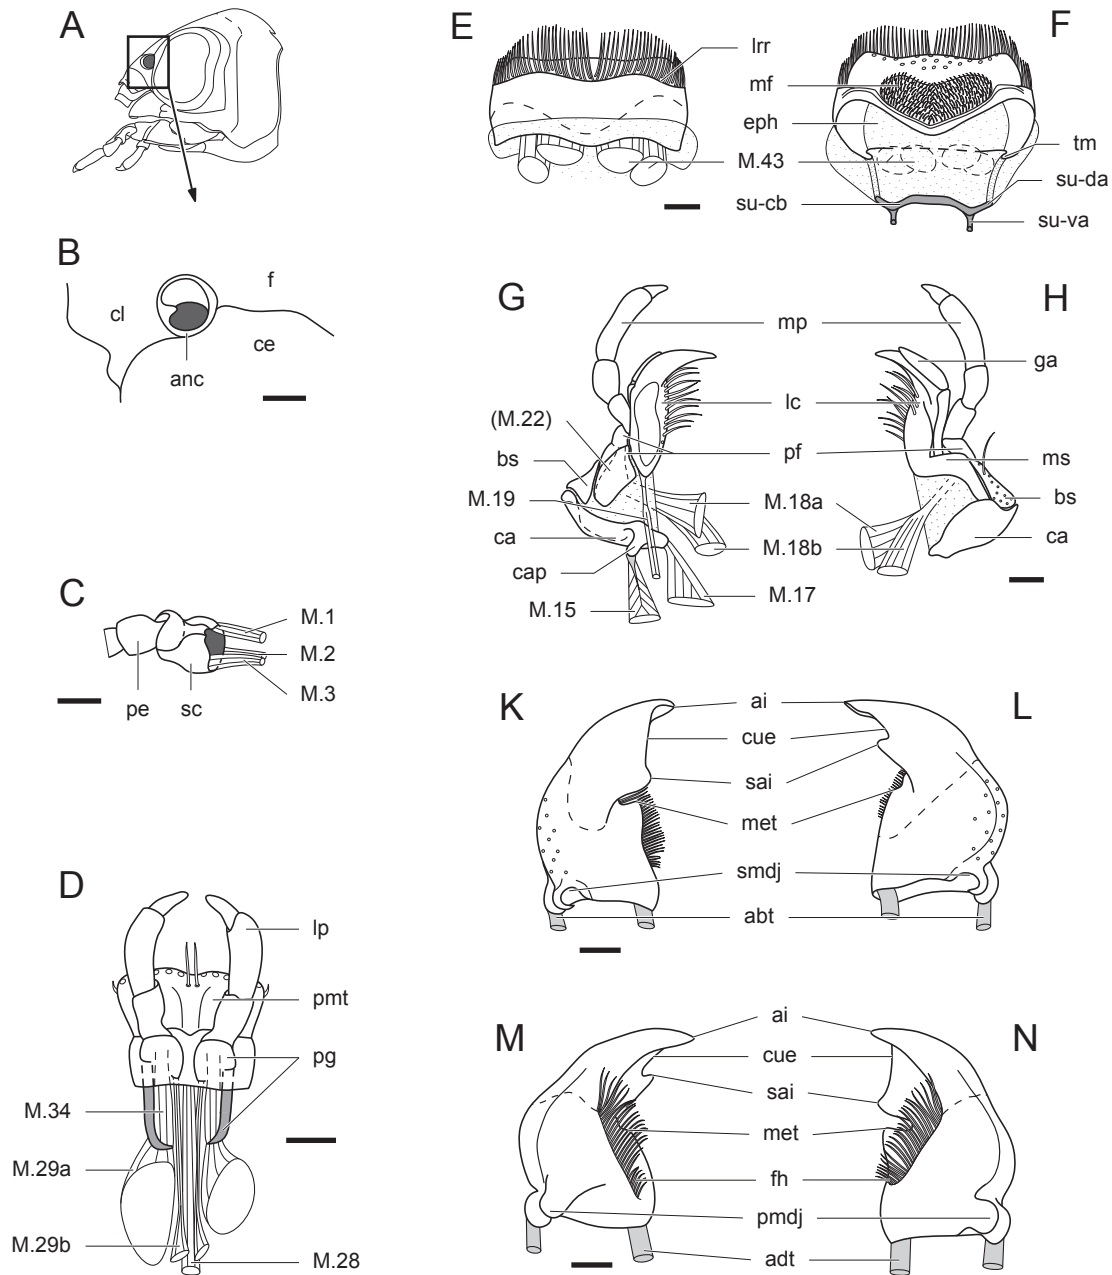 A
B
cl
f
ce
anc
C
M.1
M.2
M.3
pe
sc
D
lp
pmt
pg
M.34
M.29a
M.29b
M.28
E
F
lrr
mf
eph
M.43
su-cb
tm
su-da
su-va
G
H
mp
ga
lc
(M.22)
pf
bs
ms
M.19
M.18a
bs
ca
M.18b
ca
cap
M.17
M.15
K
L
ai
cue
sai
met
smdj
abt
M
N
ai
cue
sai
met
fh
pmdj
adt